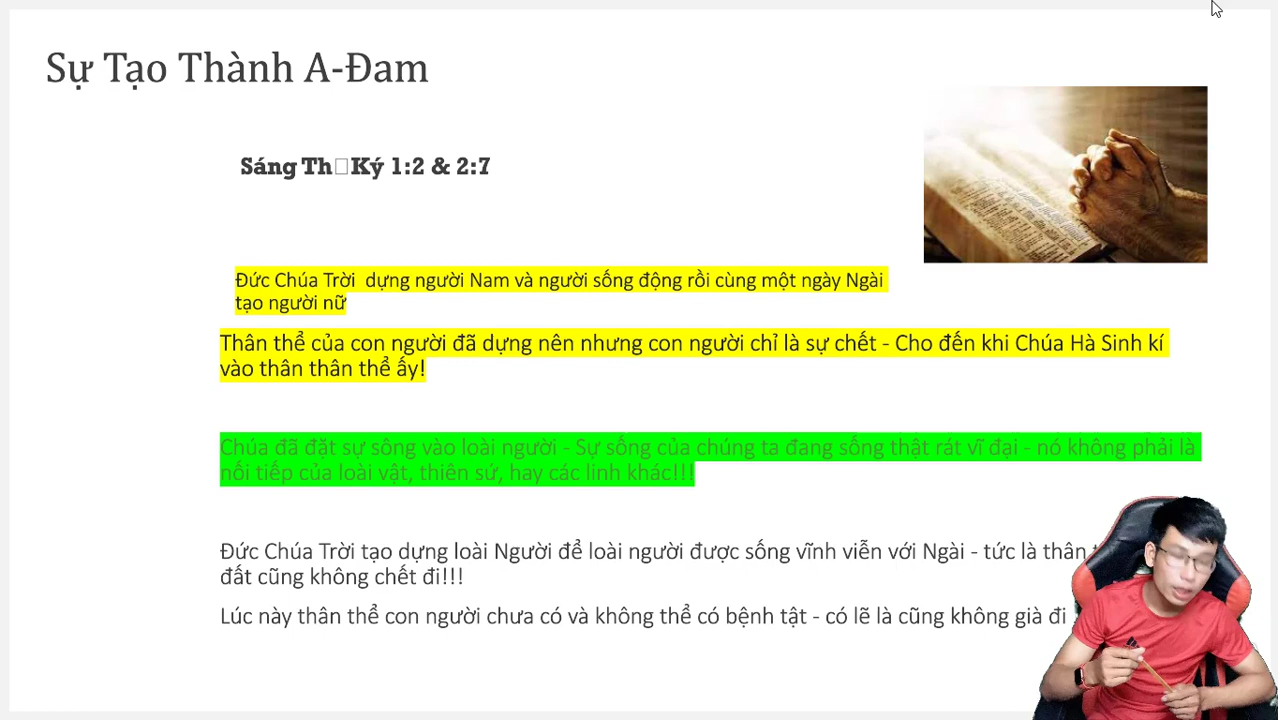 Sự Tạo Thành A-Đam
Sáng Th□Ký 1:2 & 2:7
Đức Chúa Trời dựng người Nam và người sống động rồi cùng một ngày Ngài
tạo người nữ
Thân thể của con người đã dựng nên nhưng con người chỉ là sự chết - Cho đến khi Chúa Hà Sinh kí
vào thân thân thể ấy!
Chúa đã đặt sự sông vào loài người - Sự sống của chúng ta đang sống thật rát vĩ đại - nó không phải là
nối tiếp của loài vật, thiên sứ, hay các linh khác!!!
Đức Chúa Trời tạo dựng loài Người để loài người được sống vĩnh viễn với Ngài - tức là thân
đất cũng không chết đi!!!
Lúc này thân thể con người chưa có và không thể có bệnh tật - có lẽ là cũng không già đi